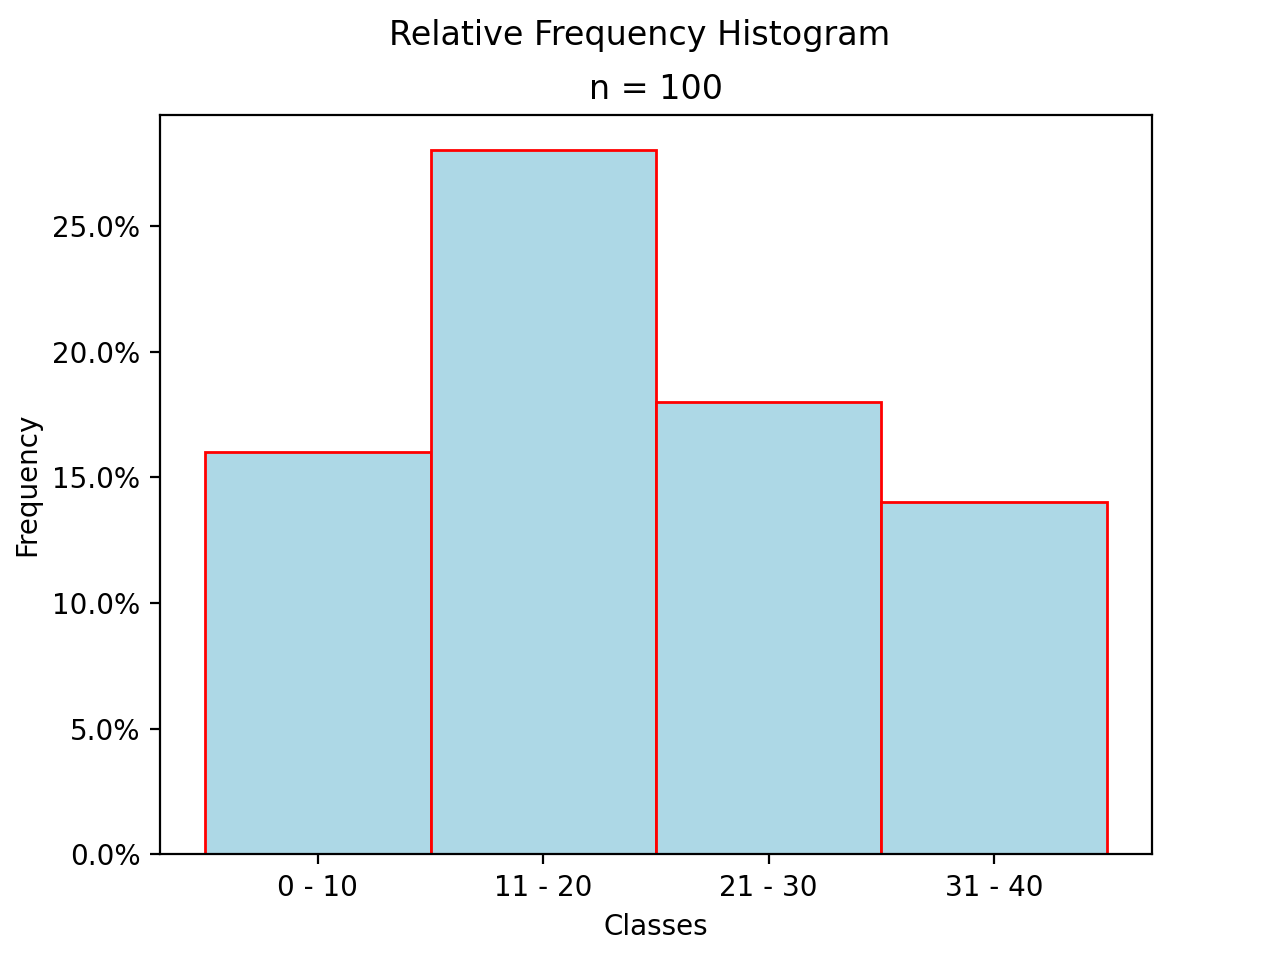 Relative Frequency Histogram
n = 100
25.0%
20.0%
15.0%
10.0%
5.0%
0.0%
Frequency
0 - 10
11 - 20
21 - 30
31 - 40
Classes